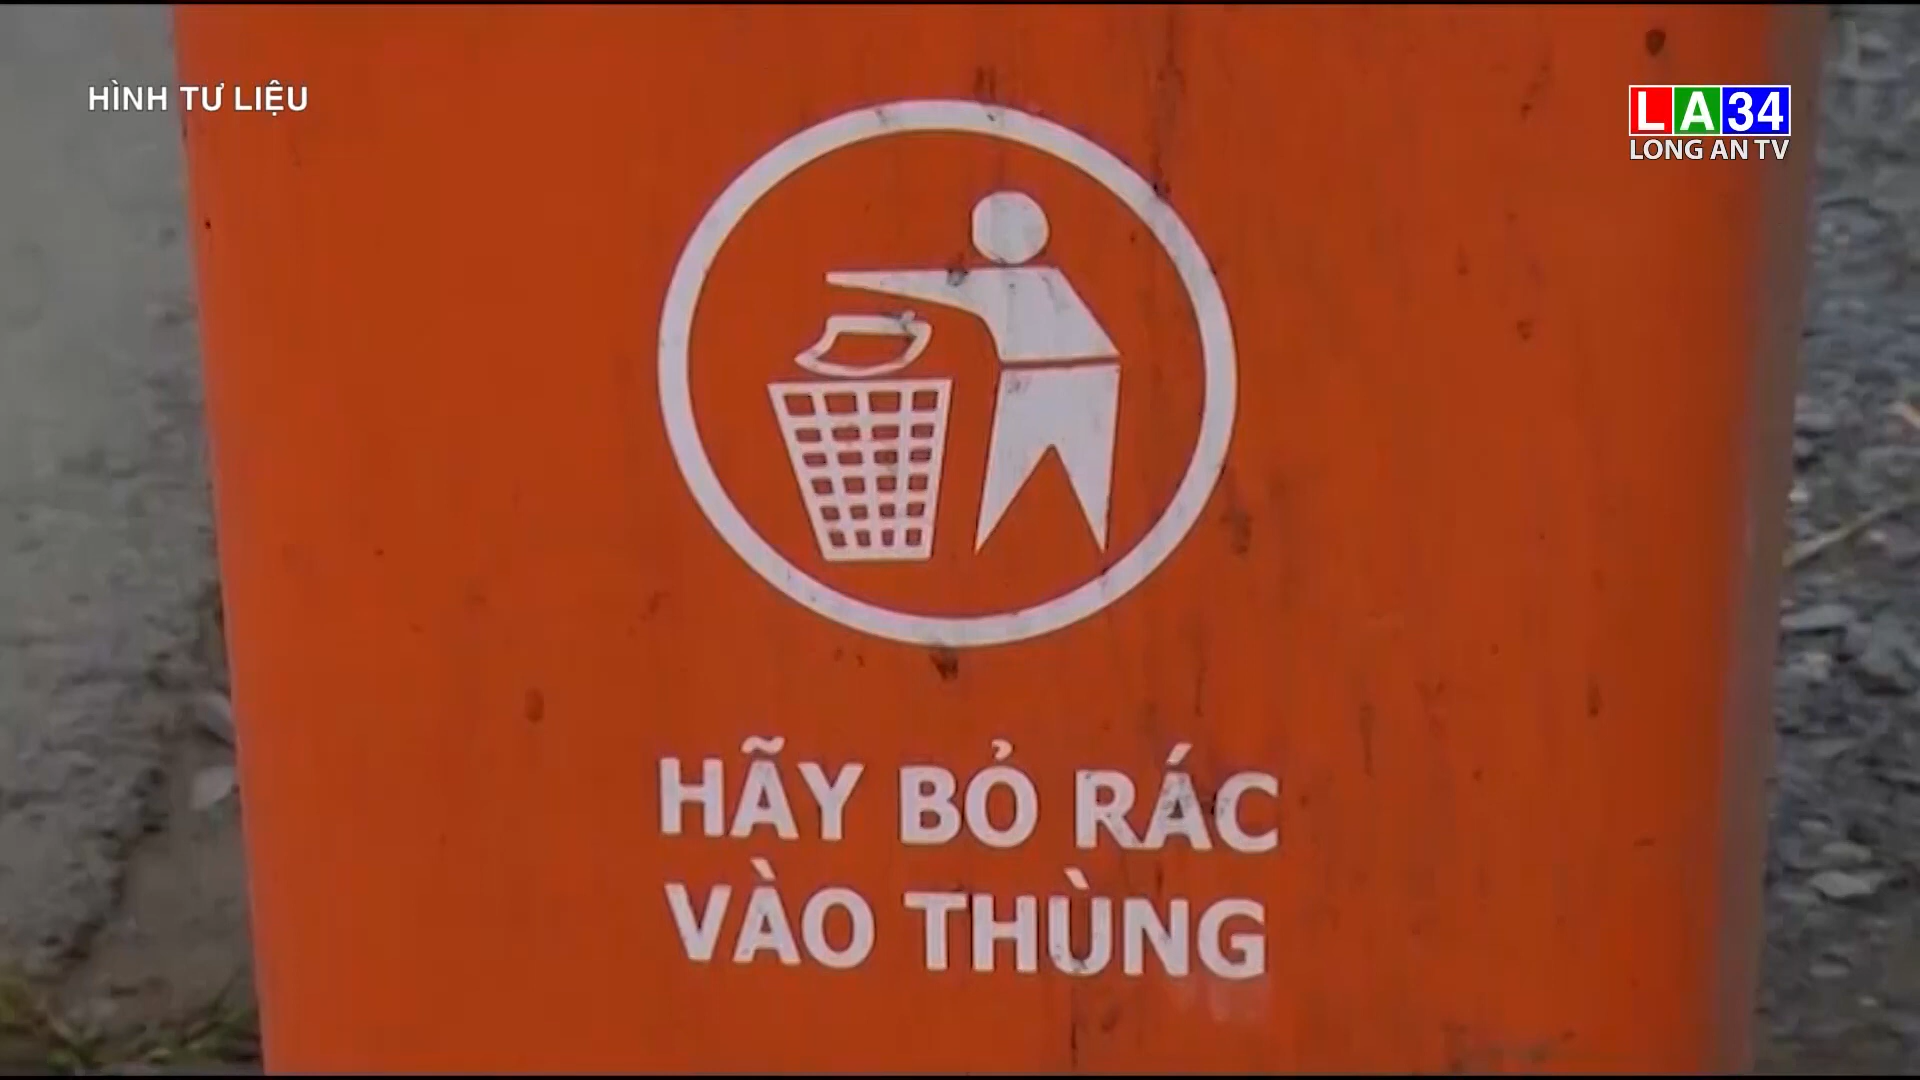 HÌNH TƯ LIỆU
LA34
LONG AN TV
HÃY BỎ RÁC
VÀO THÙNG